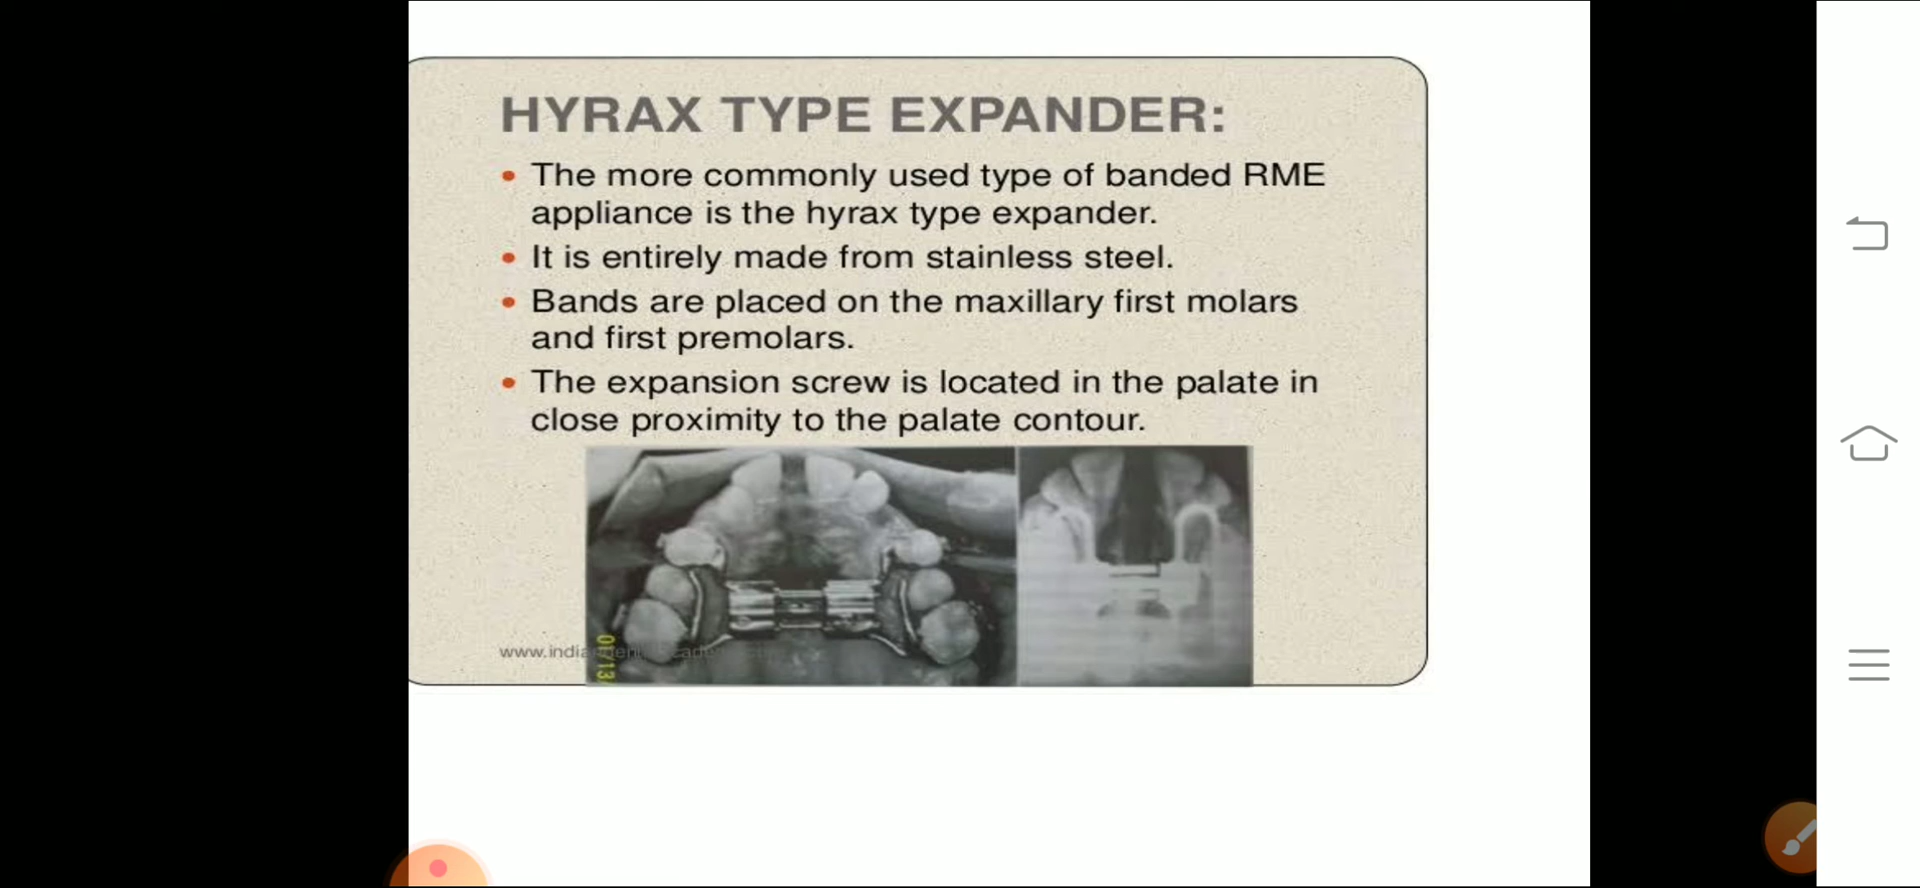 HYRAX TYPE EXPANDER:
• The more commonly used type of banded RME
appliance is the hyrax type expander.
• It is entirely made from stainless steel.
• Bands are placed on the maxillary first molars
and first premolars.
• The expansion screw is located in the palate in
close proximity to the palate contour.